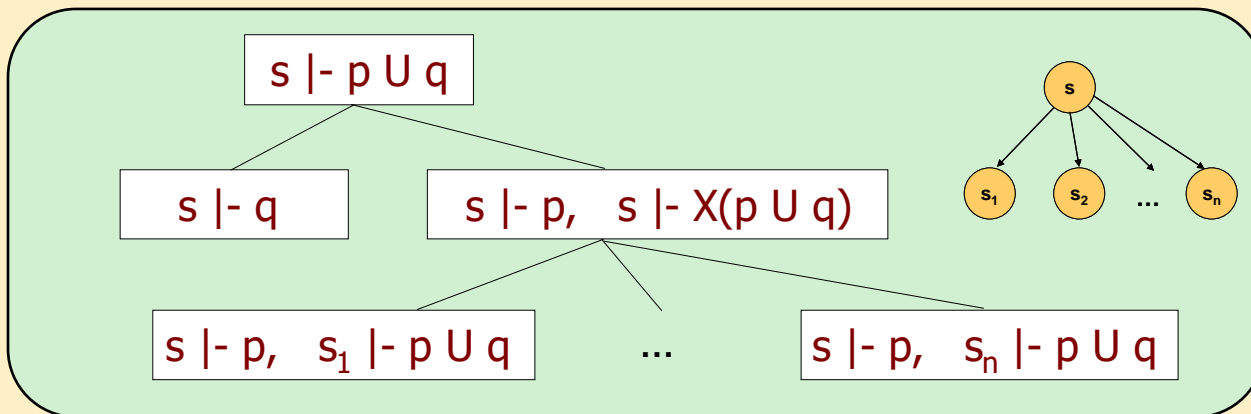 s |- p U q
s
s |- q
s |- p, s |- X(p U q)
s₁ s₂ ... sₙ
s |- p, s₁ |- p U q
...
s |- p, sₙ |- p U q